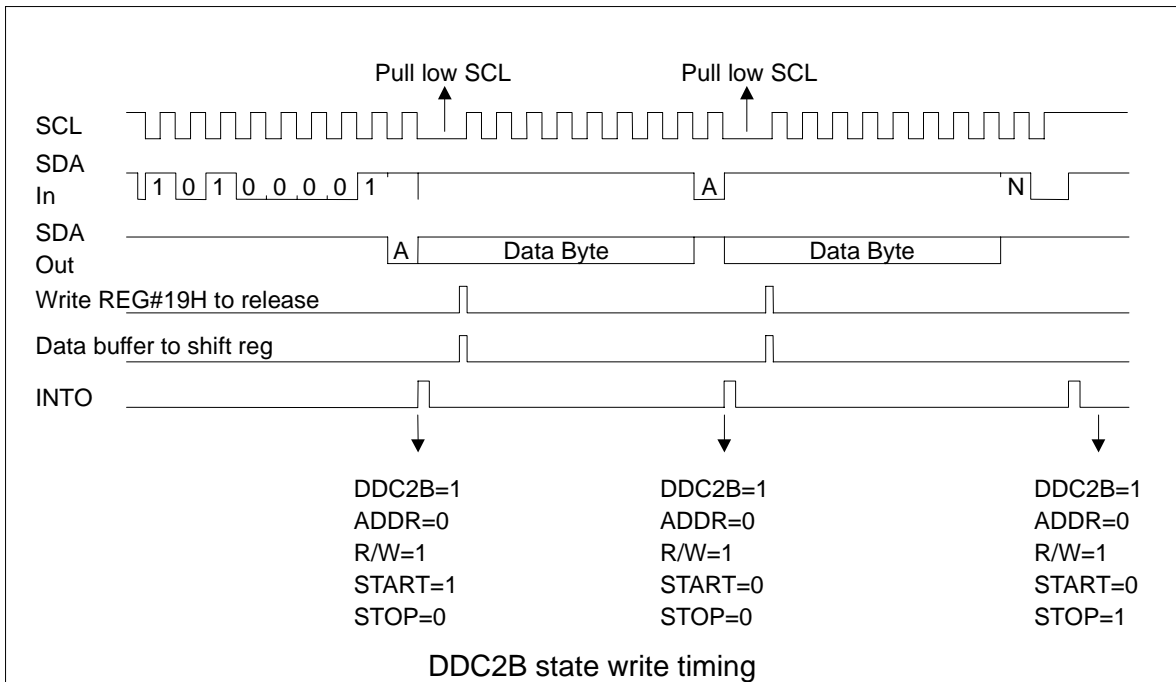 Pull low SCL Pull low SCL
SCL
SDA
In
1 0 1 0 0 0 0 1 A N
SDA
Out
A Data Byte Data Byte
Write REG#19H to release
Data buffer to shift reg
INTO
DDC2B=1 DDC2B=1 DDC2B=1
ADDR=0 ADDR=0 ADDR=0
R/W=1 R/W=1 R/W=1
START=1 START=0 START=0
STOP=0 STOP=0 STOP=1
DDC2B state write timing